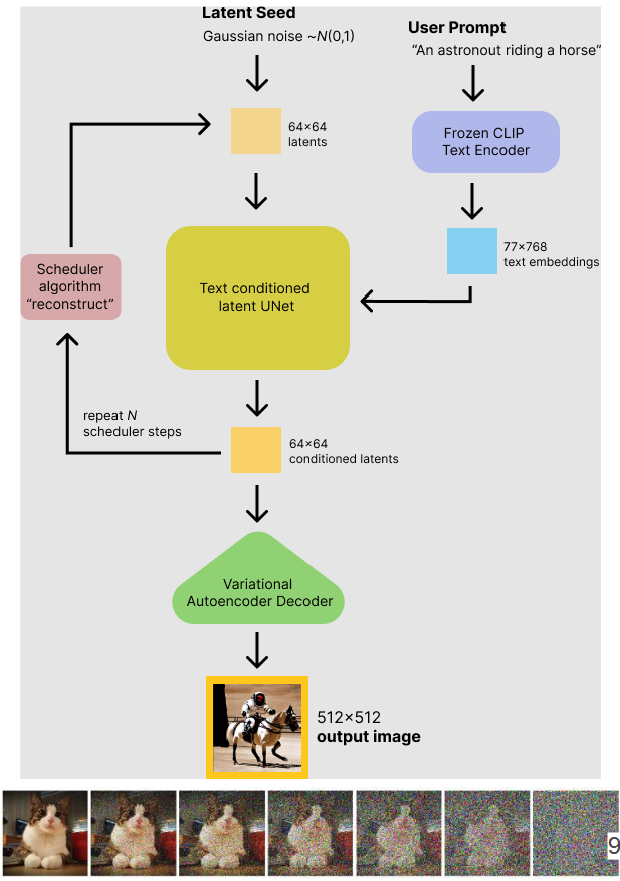 Latent Seed
Gaussian noise ~N(0,1)
User Prompt
“An astronout riding a horse”
64×64
latents
Frozen CLIP
Text Encoder
77×768
text embeddings
Scheduler
algorithm
“reconstruct”
Text conditioned
latent UNet
repeat N
scheduler steps
64×64
conditioned latents
Variational
Autoencoder Decoder
512×512
output image
9